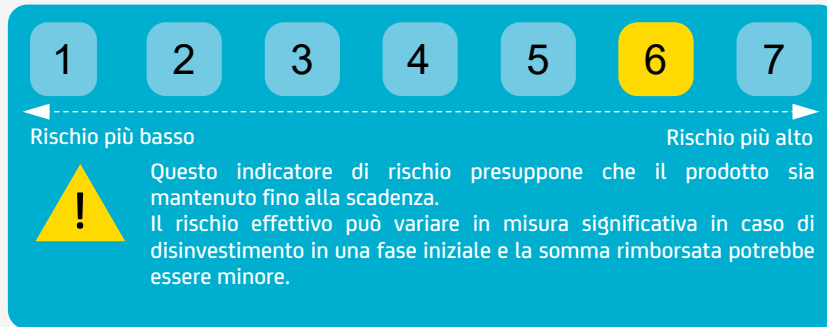 1 2 3 4 5 6 7
Rischio più basso Rischio più alto
!
Questo indicatore di rischio presuppone che il prodotto sia
mantenuto fino alla scadenza.
Il rischio effettivo può variare in misura significativa in caso di
disinvestimento in una fase iniziale e la somma rimborsata potrebbe
essere minore.